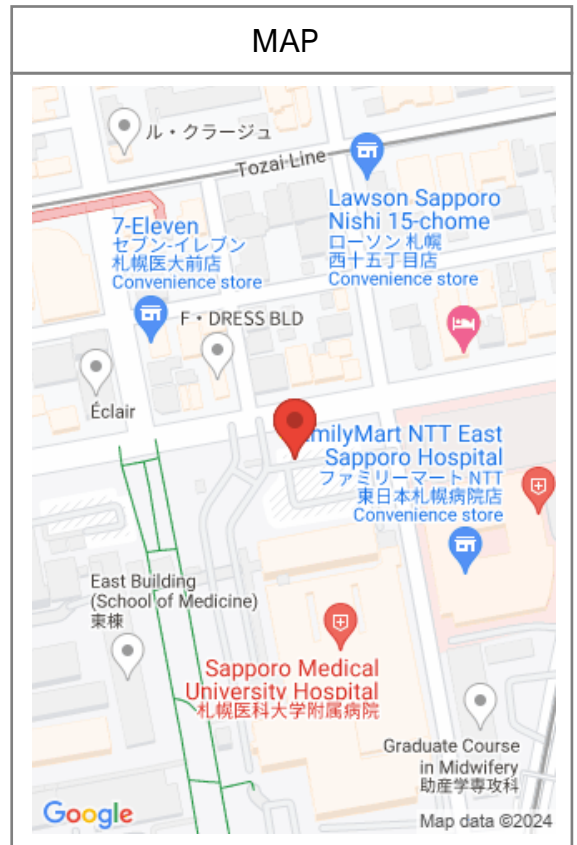 MAP
ル・クラージュ
Tozai Line
Lawson Sapporo
Nishi 15-chome
ローソン 札幌
西十五丁目店
Convenience store
7-Eleven
セブン-イレブン
札幌医大前店
Convenience store
F・DRESS BLD
Éclair
milyMart NTT East
Sapporo Hospital
ファミリーマート NTT
東日本札幌病院店
Convenience store
East Building
(School of Medicine)
東棟
Sapporo Medical
University Hospital
札幌医科大学附属病院
Graduate Course
in Midwifery
助産学専攻科
Google
Map data ©2024